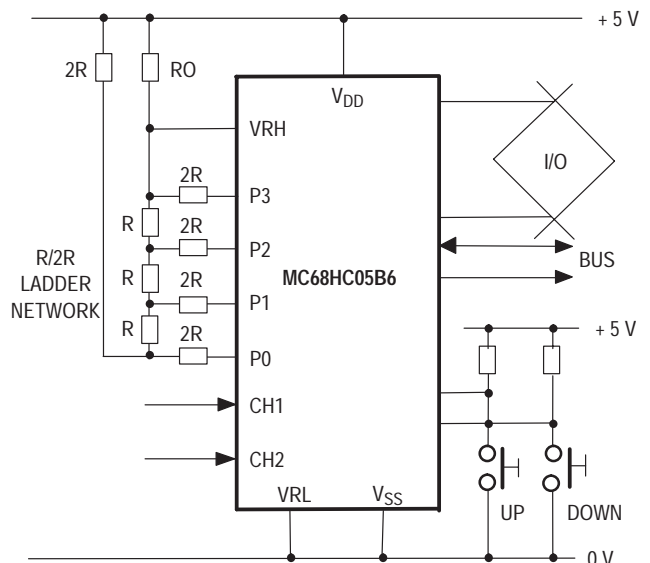 + 5 V
2R
RO
V_DD
VRH
I/O
2R
P3
R
2R
P2
R/2R
LADDER
NETWORK
R
2R
P1
MC68HC05B6
BUS
R
2R
P0
+ 5 V
CH1
CH2
VRL
V_SS
UP
DOWN
0 V